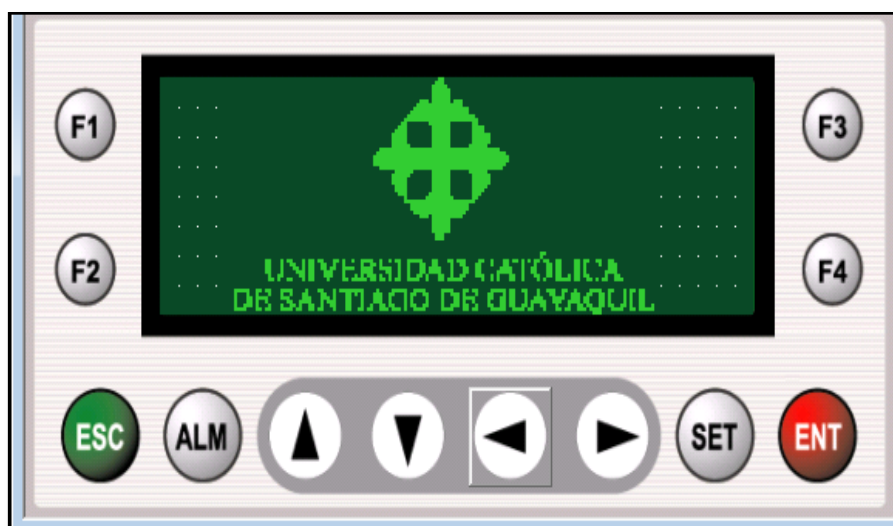 F1
F3
UNIVERSIDAD CATÓLICA
F2
F4
DE SANTIAGO DE GUAYAQUIL
ESC
ALM
SET
ENT